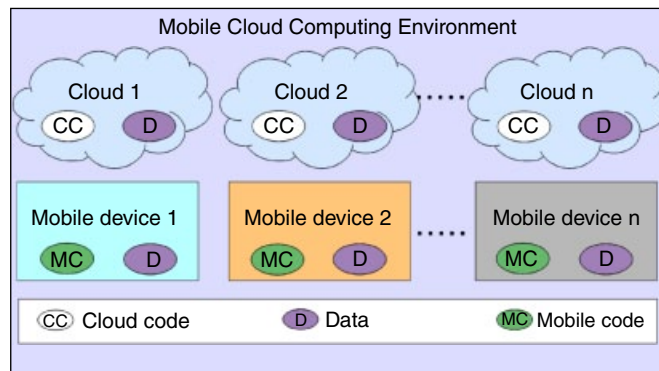 Mobile Cloud Computing Environment
Cloud 1 Cloud 2 ..... Cloud n
CC D CC D CC D
Mobile device 1 Mobile device 2 Mobile device n
.....
MC D MC D MC D
CC Cloud code D Data MC Mobile code